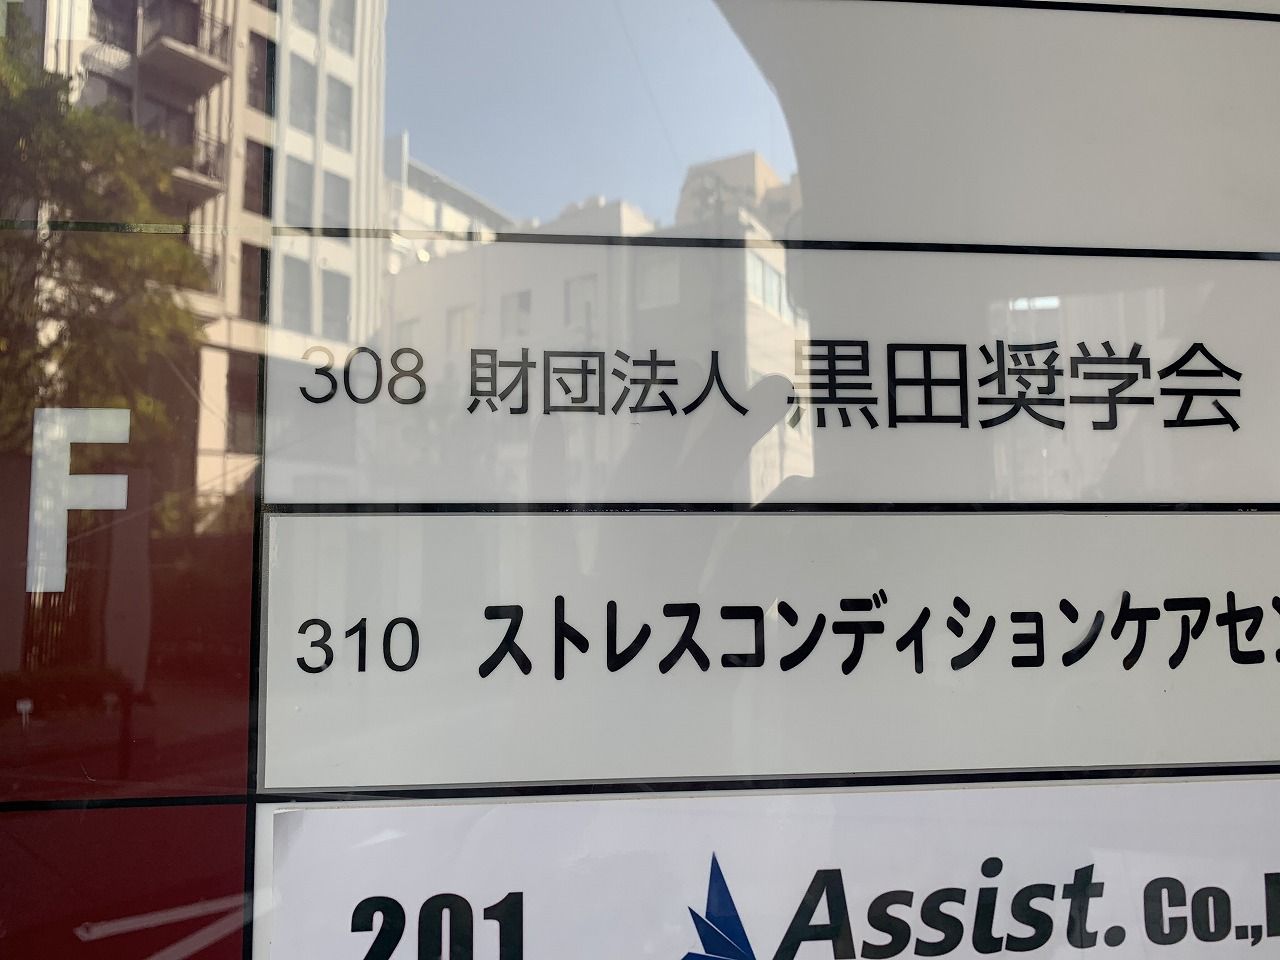 308 財団法人 黒田奨学会
F
310 ストレスコンディションケアセ
201 Assist. Co.,